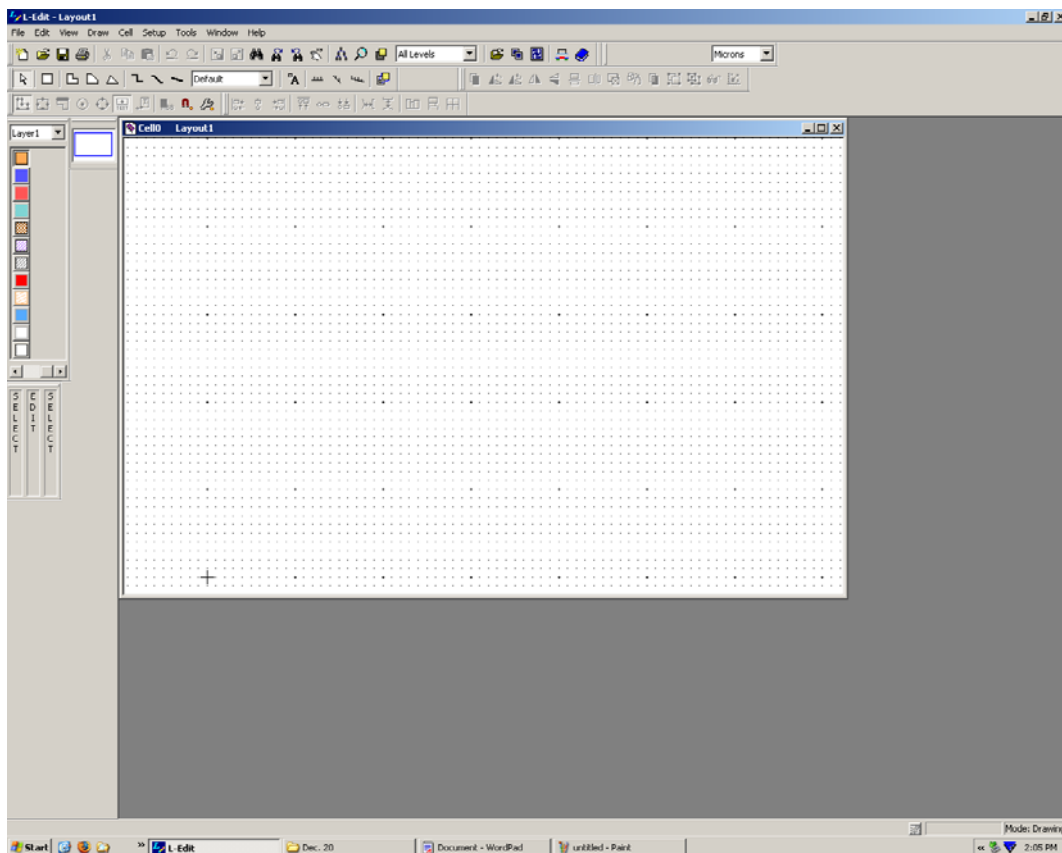 L-Edit - Layout1
File Edit View Draw Cell Setup Tools Window Help
All Levels
Microns
Default
Layer1
Cell0 Layout1
SELECT
EDIT
SELECT
Mode: Drawing
Start
»
L-Edit
Dec. 20
Document - WordPad
untitled - Paint
«
2:05 PM